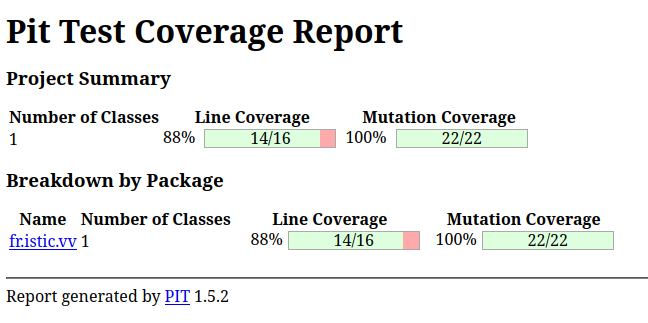 Pit Test Coverage Report
Project Summary
Number of Classes Line Coverage Mutation Coverage
1 88% 14/16 100% 22/22
Breakdown by Package
Name Number of Classes Line Coverage Mutation Coverage
fr.istic.vv 1 88% 14/16 100% 22/22
Report generated by PIT 1.5.2